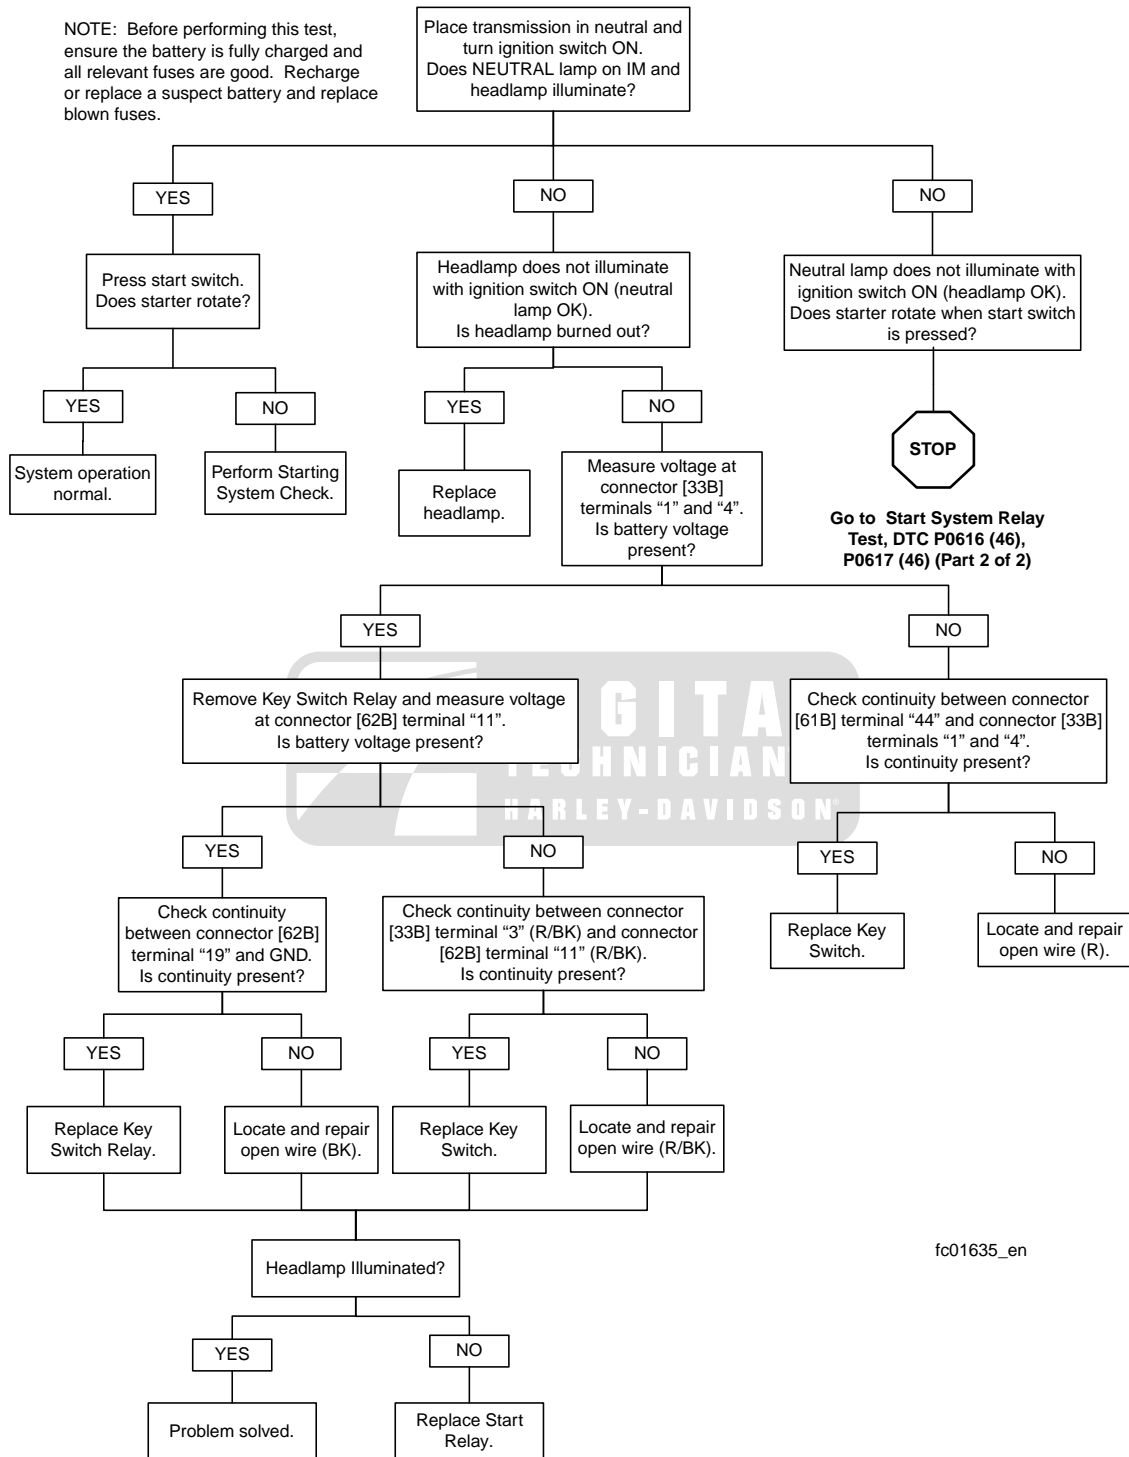 NOTE: Before performing this test,
ensure the battery is fully charged and
all relevant fuses are good. Recharge
or replace a suspect battery and replace
blown fuses.
Place transmission in neutral and
turn ignition switch ON.
Does NEUTRAL lamp on IM and
headlamp illuminate?
YES
NO
NO
Press start switch.
Does starter rotate?
Headlamp does not illuminate
with ignition switch ON (neutral
lamp OK).
Is headlamp burned out?
Neutral lamp does not illuminate with
ignition switch ON (headlamp OK).
Does starter rotate when start switch
is pressed?
YES
NO
YES
NO
STOP
System operation
normal.
Perform Starting
System Check.
Replace
headlamp.
Measure voltage at
connector [33B]
terminals “1” and “4”.
Is battery voltage
present?
Go to Start System Relay
Test, DTC P0616 (46),
P0617 (46) (Part 2 of 2)
YES
NO
Remove Key Switch Relay and measure voltage
at connector [62B] terminal “11”.
Is battery voltage present?
Check continuity between connector
[61B] terminal “44” and connector [33B]
terminals “1” and “4”.
Is continuity present?
GITA
TECHNICIAN
HARLEY-DAVIDSON®
YES
NO
YES
NO
Check continuity
between connector [62B]
terminal “19” and GND.
Is continuity present?
Check continuity between connector
[33B] terminal “3” (R/BK) and connector
[62B] terminal “11” (R/BK).
Is continuity present?
Replace Key
Switch.
Locate and repair
open wire (R).
YES
NO
YES
NO
Replace Key
Switch Relay.
Locate and repair
open wire (BK).
Replace Key
Switch.
Locate and repair
open wire (R/BK).
Headlamp Illuminated?
fc01635_en
YES
NO
Problem solved.
Replace Start
Relay.